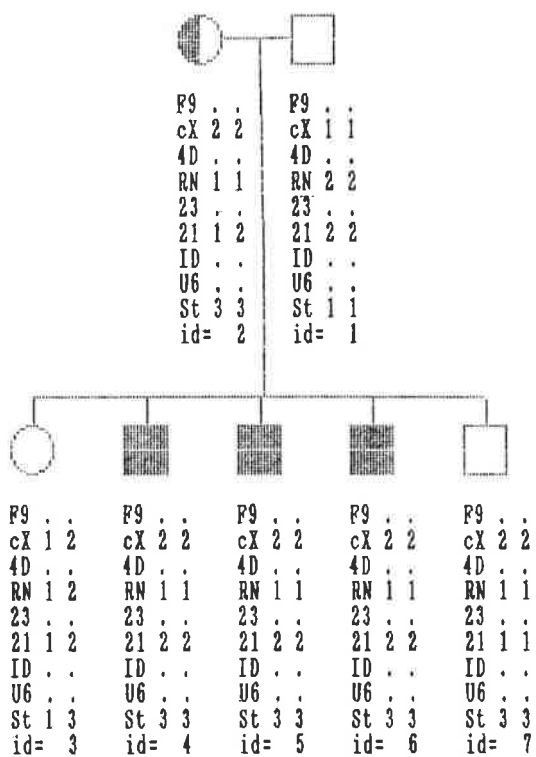 F9 . . F9 . .
cX 2 2 cX 1 1
4D . . 4D . .
RN 1 1 RN 2 2
23 . . 23 . .
21 1 2 21 2 2
ID . . ID . .
U6 . . U6 . .
St 3 3 St 1 1
id= 2 id= 1
F9 . . F9 . . F9 . . F9 . . F9 . .
cX 1 2 cX 2 2 cX 2 2 cX 2 2 cX 2 2
4D . . 4D . . 4D . . 4D . . 4D . .
RN 1 2 RN 1 1 RN 1 1 RN 1 1 RN 1 1
23 . . 23 . . 23 . . 23 . . 23 . .
21 1 2 21 2 2 21 2 2 21 2 2 21 1 1
ID . . ID . . ID . . ID . . ID . .
U6 . . U6 . . U6 . . U6 . . U6 . .
St 1 3 St 3 3 St 3 3 St 3 3 St 3 3
id= 3 id= 4 id= 5 id= 6 id= 7